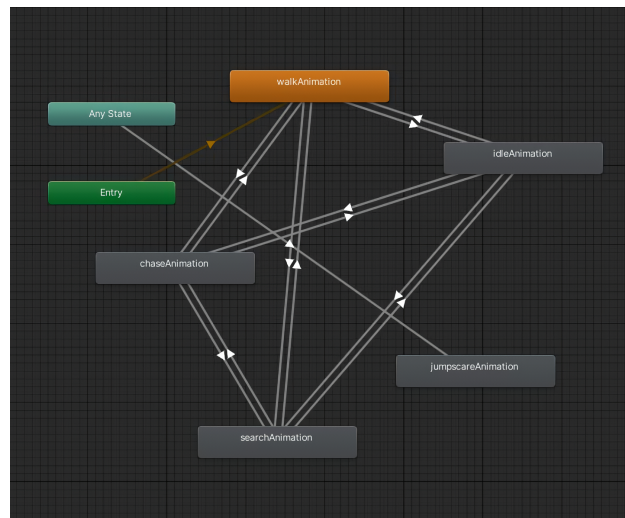 walkAnimation
Any State
idleAnimation
Entry
chaseAnimation
jumpscareAnimation
searchAnimation